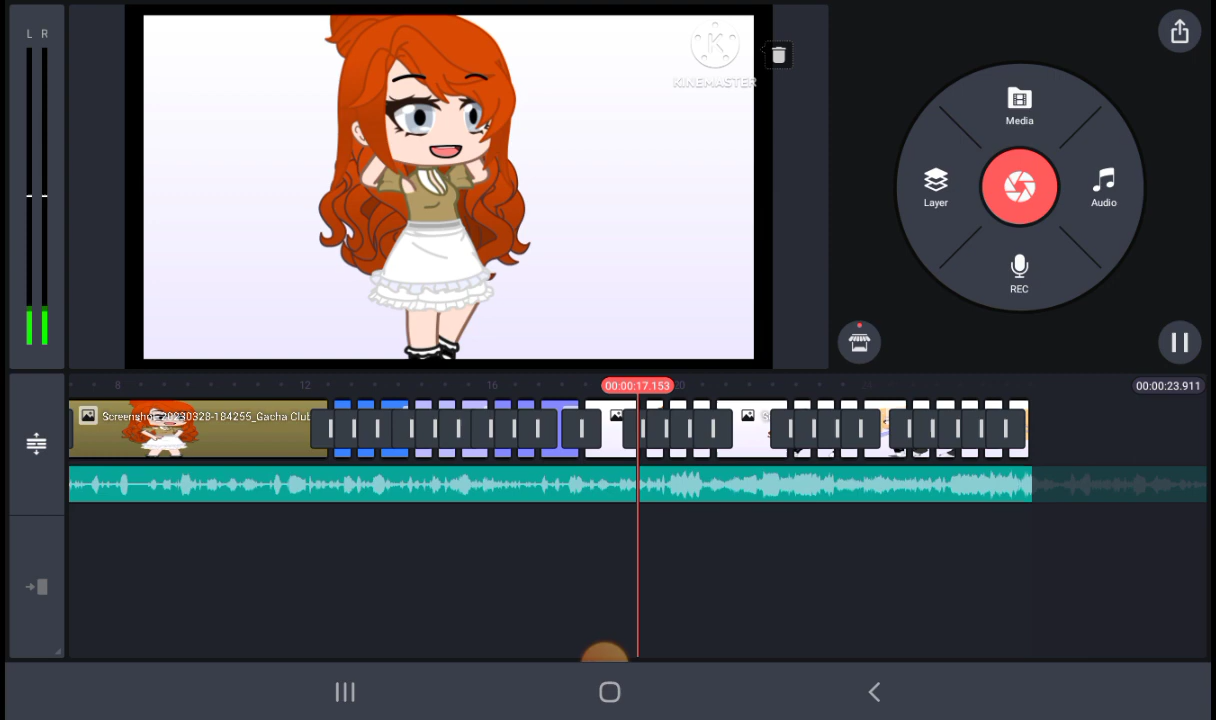 L R
K
KINEMASTER
Media
Layer
Audio
REC
8
12
16
00:00:17.153
20
00:00:23.911
Screenshot_20230328-184255_Gacha Club